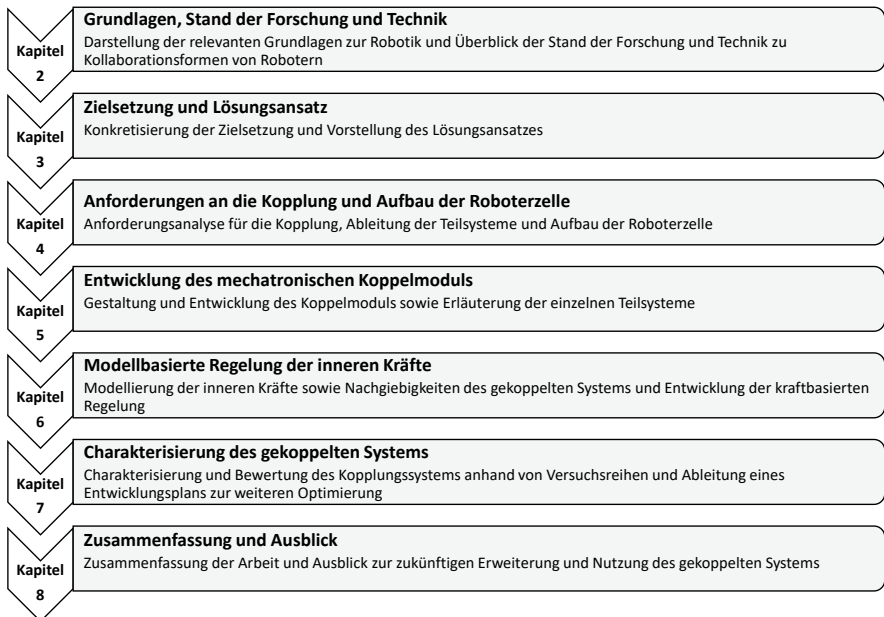 Kapitel
2
Grundlagen, Stand der Forschung und Technik
Darstellung der relevanten Grundlagen zur Robotik und Überblick der Stand der Forschung und Technik zu
Kollaborationsformen von Robotern
Kapitel
3
Zielsetzung und Lösungsansatz
Konkretisierung der Zielsetzung und Vorstellung des Lösungsansatzes
Kapitel
4
Anforderungen an die Kopplung und Aufbau der Roboterzelle
Anforderungsanalyse für die Kopplung, Ableitung der Teilsysteme und Aufbau der Roboterzelle
Kapitel
5
Entwicklung des mechatronischen Koppelmoduls
Gestaltung und Entwicklung des Koppelmoduls sowie Erläuterung der einzelnen Teilsysteme
Kapitel
6
Modellbasierte Regelung der inneren Kräfte
Modellierung der inneren Kräfte sowie Nachgiebigkeiten des gekoppelten Systems und Entwicklung der kraftbasierten
Regelung
Kapitel
7
Charakterisierung des gekoppelten Systems
Charakterisierung und Bewertung des Kopplungssystems anhand von Versuchsreihen und Ableitung eines
Entwicklungsplans zur weiteren Optimierung
Kapitel
8
Zusammenfassung und Ausblick
Zusammenfassung der Arbeit und Ausblick zur zukünftigen Erweiterung und Nutzung des gekoppelten Systems